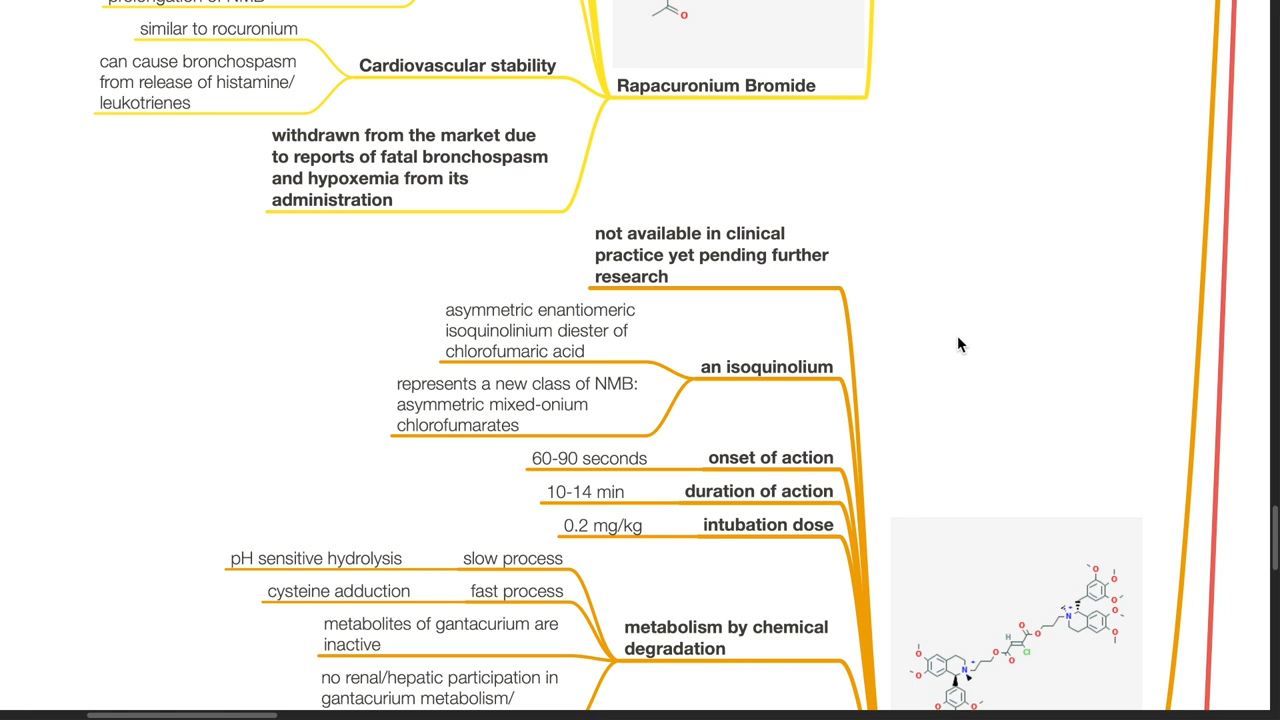 similar to rocuronium
can cause bronchospasm
from release of histamine/
leukotrienes
Cardiovascular stability
Rapacuronium Bromide
withdrawn from the market due
to reports of fatal bronchospasm
and hypoxemia from its
administration
not available in clinical
practice yet pending further
research
asymmetric enantiomeric
isoquinolinium diester of
chlorofumaric acid
an isoquinolium
represents a new class of NMB:
asymmetric mixed-onium
chlorofumarates
60-90 seconds
onset of action
10-14 min
duration of action
0.2 mg/kg
intubation dose
pH sensitive hydrolysis
slow process
cysteine adduction
fast process
metabolites of gantacurium are
inactive
metabolism by chemical
degradation
no renal/hepatic participation in
gantacurium metabolism/